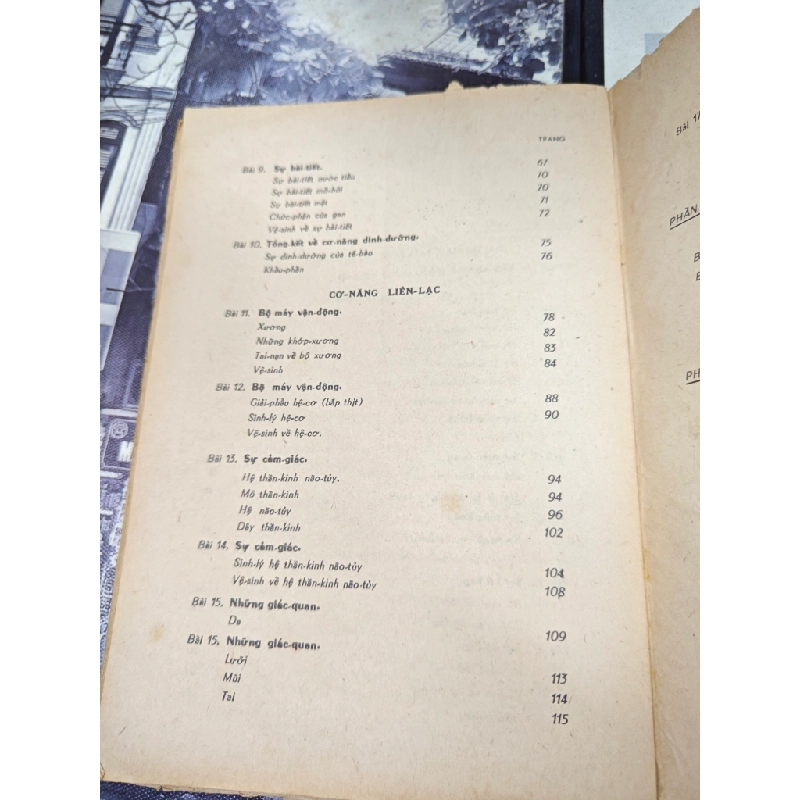 TRANG
Bài 9. Sự bài-tiết. 67
Sự bài-tiết nước tiểu 70
Sự bài-tiết mồ-hôi 70
Sự bài-tiết mật 71
Chức-phận của gan 72
Vệ-sinh về sự bài-tiết
Bài 10. Tổng-kết về cơ-năng dinh-dưỡng. 75
Sự dinh-dưỡng của tế-bào 76
Khẩu-phần
CƠ-NĂNG LIÊN-LẠC
Bài 11. Bộ máy vận-động. 78
Xương 82
Những khớp-xương 83
Tai-nạn về bộ xương 84
Vệ-sinh
Bài 12. Bộ máy vận-động.
Giải-phẫu hệ-cơ (bắp thịt) 88
Sinh-lý hệ-cơ 90
Vệ-sinh về hệ-cơ.
Bài 13. Sự cảm-giác.
Hệ thần-kinh não-tủy. 94
Mô thần-kinh 94
Hệ não-tủy 96
Dây thần-kinh 102
Bài 14. Sự cảm-giác.
Sinh-lý hệ thần-kinh não-tủy 104
Vệ-sinh về hệ thần-kinh não-tủy 108
Bài 15. Những giác-quan.
Da 109
Bài 15. Những giác-quan.
Lưỡi 113
Mũi 114
Tai 115
Bài
PHẦN